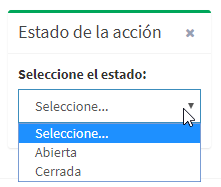 Estado de la acción ×
Seleccione el estado:
Seleccione...
Seleccione...
Abierta
Cerrada